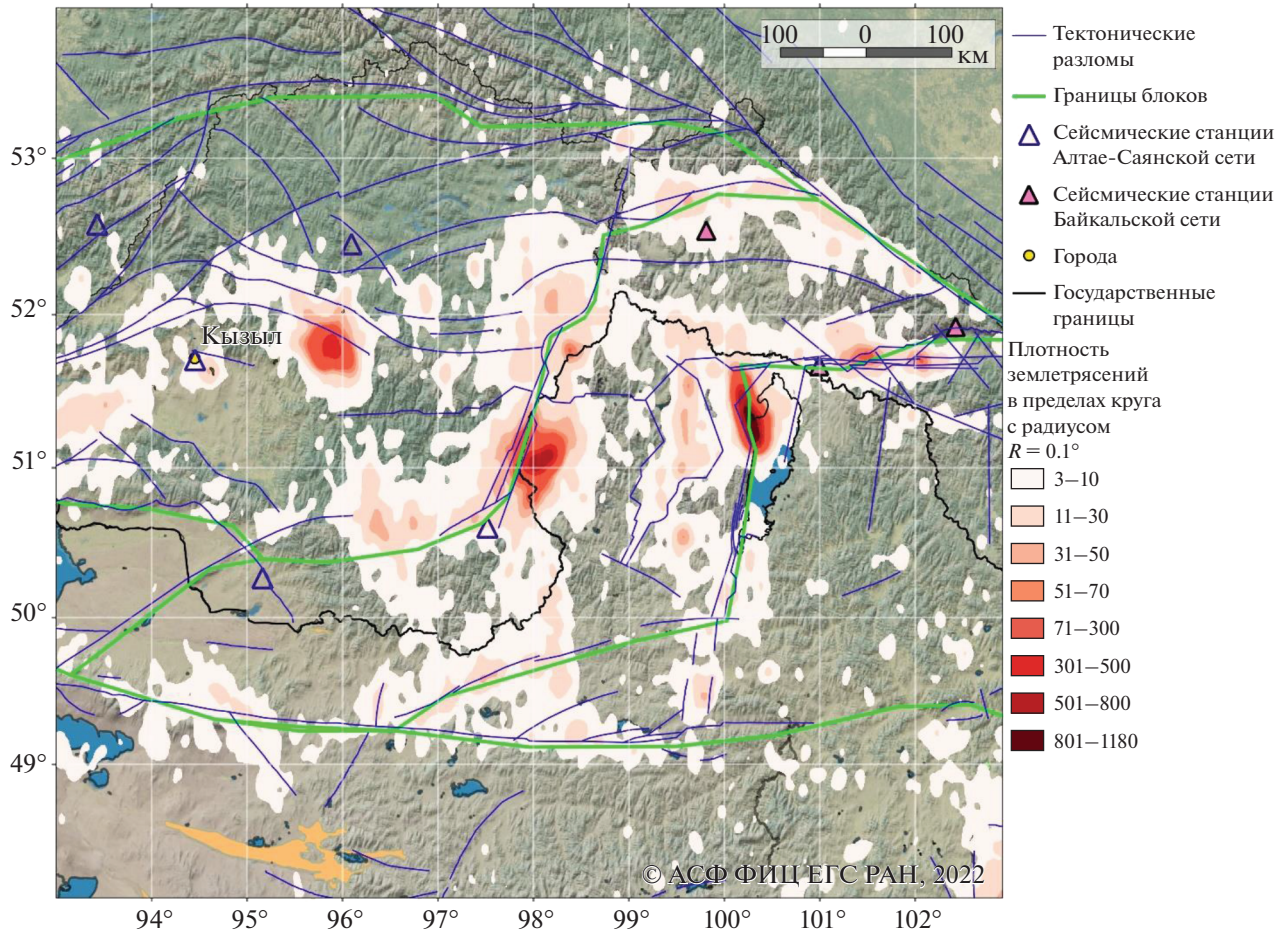 100 0 100
км
53°
52°
51°
50°
49°
Кызыл
© АСФ ФИЦ ЕГС РАН, 2022
94° 95° 96° 97° 98° 99° 100° 101° 102°
Тектонические
разломы
Границы блоков
Сейсмические станции
Алтае-Саянской сети
Сейсмические станции
Байкальской сети
Города
Государственные
границы
Плотность
землетрясений
в пределах круга
с радиусом
R = 0.1°
3–10
11–30
31–50
51–70
71–300
301–500
501–800
801–1180